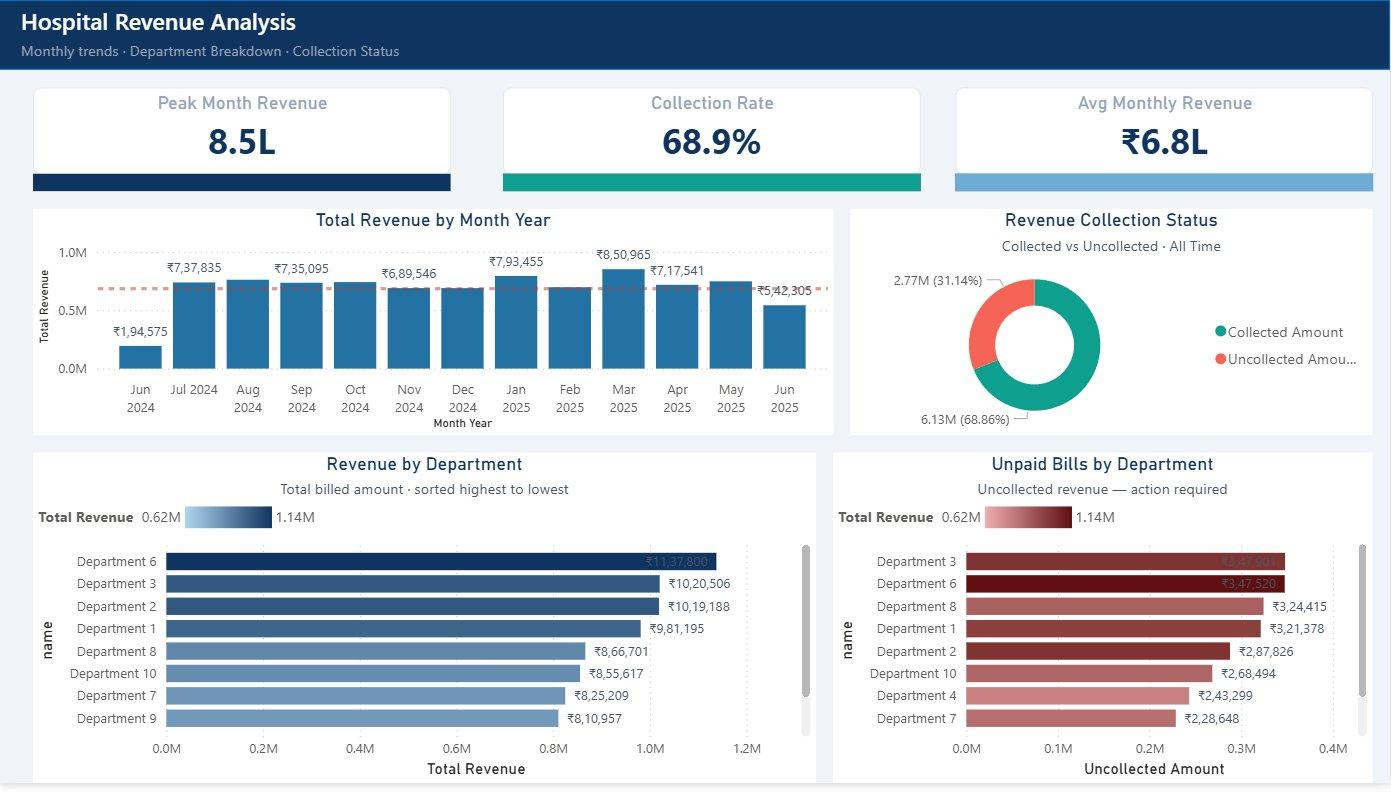 Hospital Revenue Analysis
Monthly trends · Department Breakdown · Collection Status
Peak Month Revenue
8.5L
Collection Rate
68.9%
Avg Monthly Revenue
₹6.8L
Total Revenue by Month Year
Total Revenue
1.0M
0.5M
0.0M
₹1,94,575
₹7,37,835
₹7,35,095
₹6,89,546
₹7,93,455
₹8,50,965
₹7,17,541
₹5,42,305
Jun 2024
Jul 2024
Aug 2024
Sep 2024
Oct 2024
Nov 2024
Dec 2024
Jan 2025
Feb 2025
Mar 2025
Apr 2025
May 2025
Jun 2025
Month Year
Revenue Collection Status
Collected vs Uncollected · All Time
2.77M (31.14%)
6.13M (68.86%)
Collected Amount
Uncollected Amou...
Revenue by Department
Total billed amount · sorted highest to lowest
Total Revenue 0.62M 1.14M
name
Department 6 ₹11,37,800
Department 3 ₹10,20,506
Department 2 ₹10,19,188
Department 1 ₹9,81,195
Department 8 ₹8,66,701
Department 10 ₹8,55,617
Department 7 ₹8,25,209
Department 9 ₹8,10,957
0.0M 0.2M 0.4M 0.6M 0.8M 1.0M 1.2M
Total Revenue
Unpaid Bills by Department
Uncollected revenue — action required
Total Revenue 0.62M 1.14M
name
Department 3
Department 6 ₹3,47,520
Department 8 ₹3,24,415
Department 1 ₹3,21,378
Department 2 ₹2,87,826
Department 10 ₹2,68,494
Department 4 ₹2,43,299
Department 7 ₹2,28,648
0.0M 0.1M 0.2M 0.3M 0.4M
Uncollected Amount